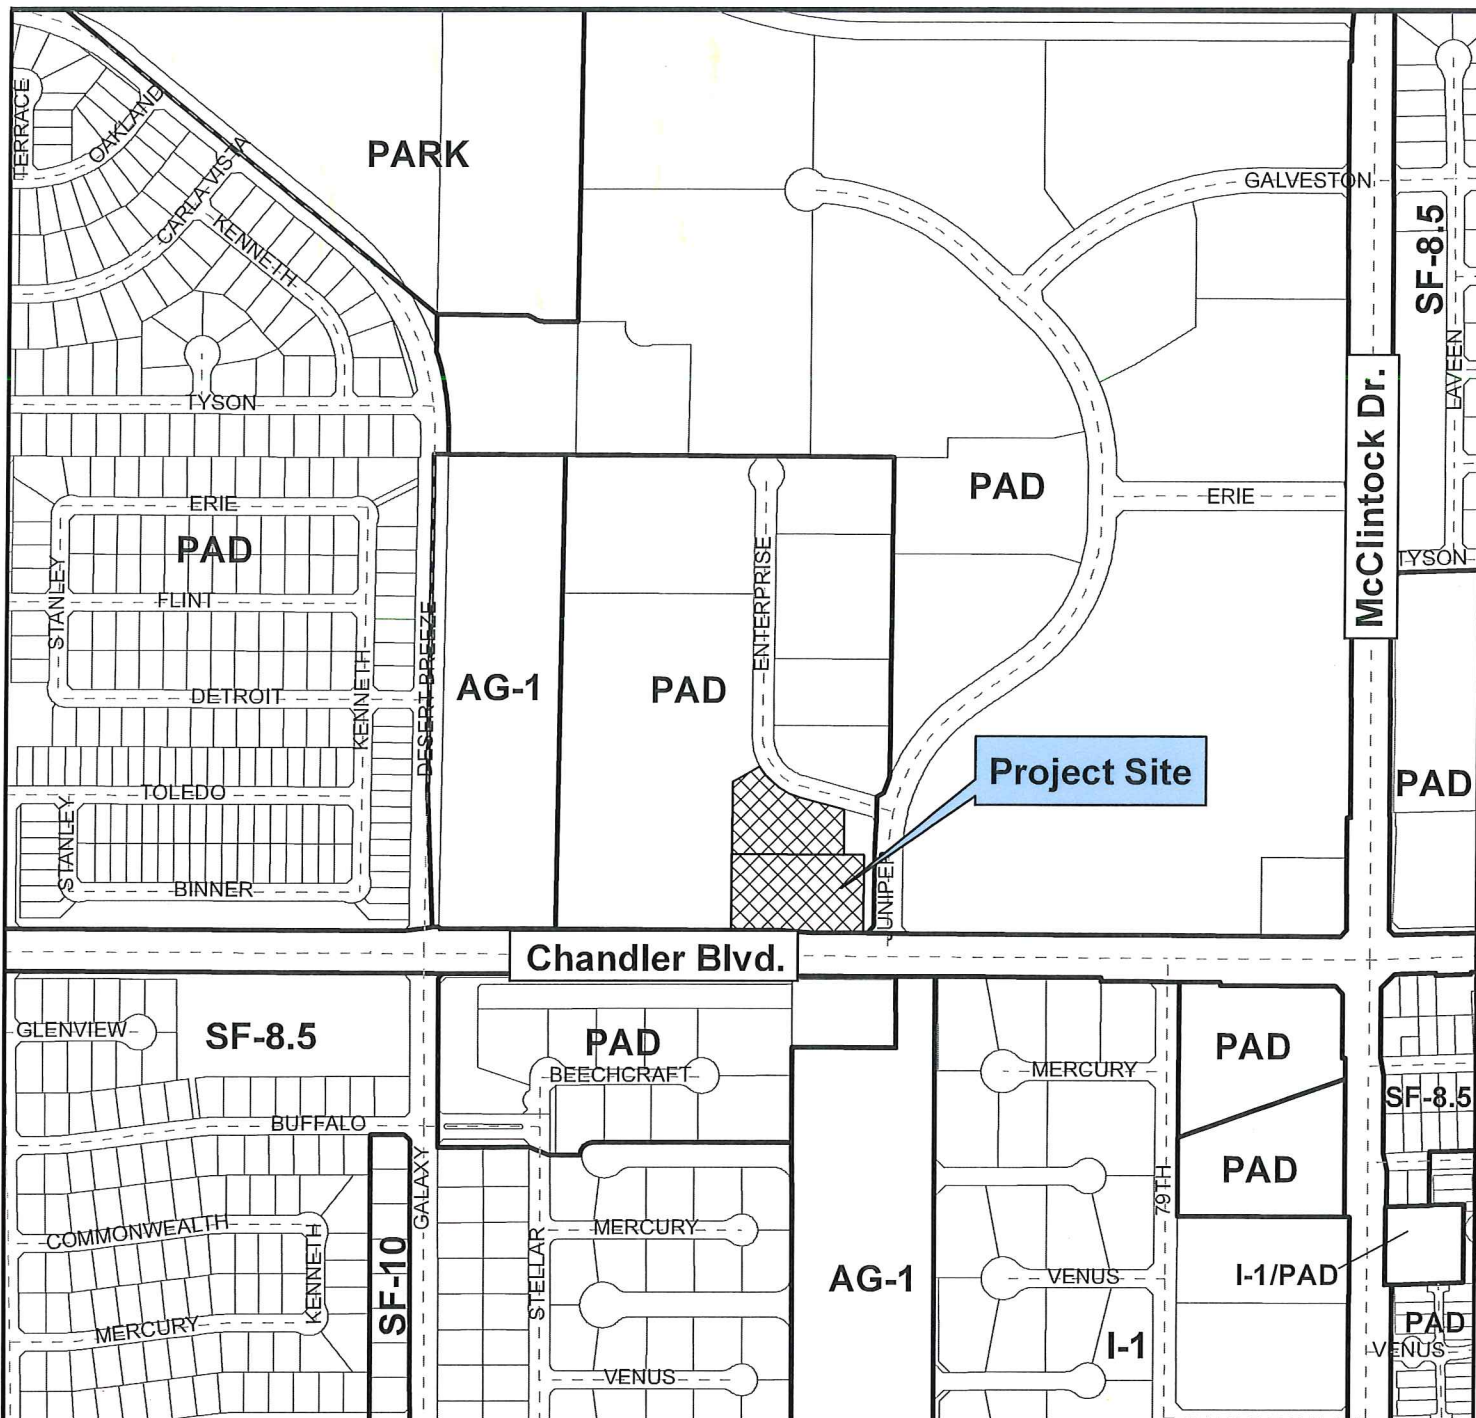 TERRACE
OAKLAND
CARLA VISTA
KENNETH
PARK
GALVESTON
SF-8.5
LAVEEN
McClintock Dr.
TYSON
TYSON
ERIE
PAD
STANLEY
FLINT
KENNETH
DETROIT
DESERT BREEZE
AG-1
PAD
ENTERPRISE
PAD
ERIE
Project Site
PAD
TOLEDO
STANLEY
BINNER
JUNIPER
Chandler Blvd.
GLENVIEW
SF-8.5
PAD
BEECHCRAFT
MERCURY
PAD
SF-8.5
BUFFALO
GALAXY
PAD
79TH
COMMONWEALTH
KENNETH
SF-10
STELLAR
MERCURY
AG-1
VENUS
I-1/PAD
MERCURY
I-1
PAD
VENUS
VENUS